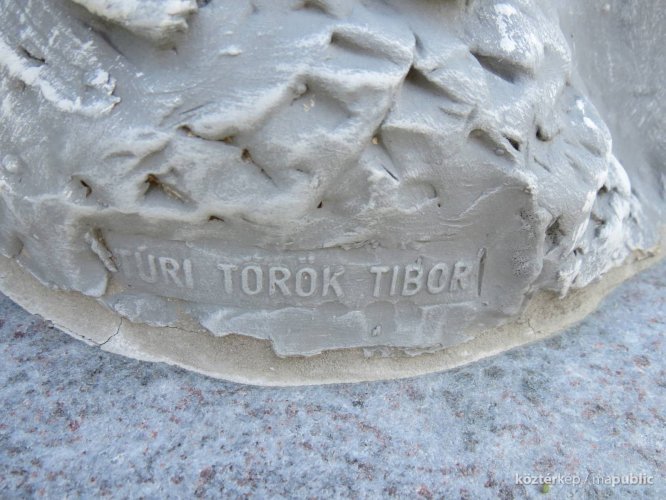 TÚRI TÖRÖK TIBOR
köztérkép / mapublic